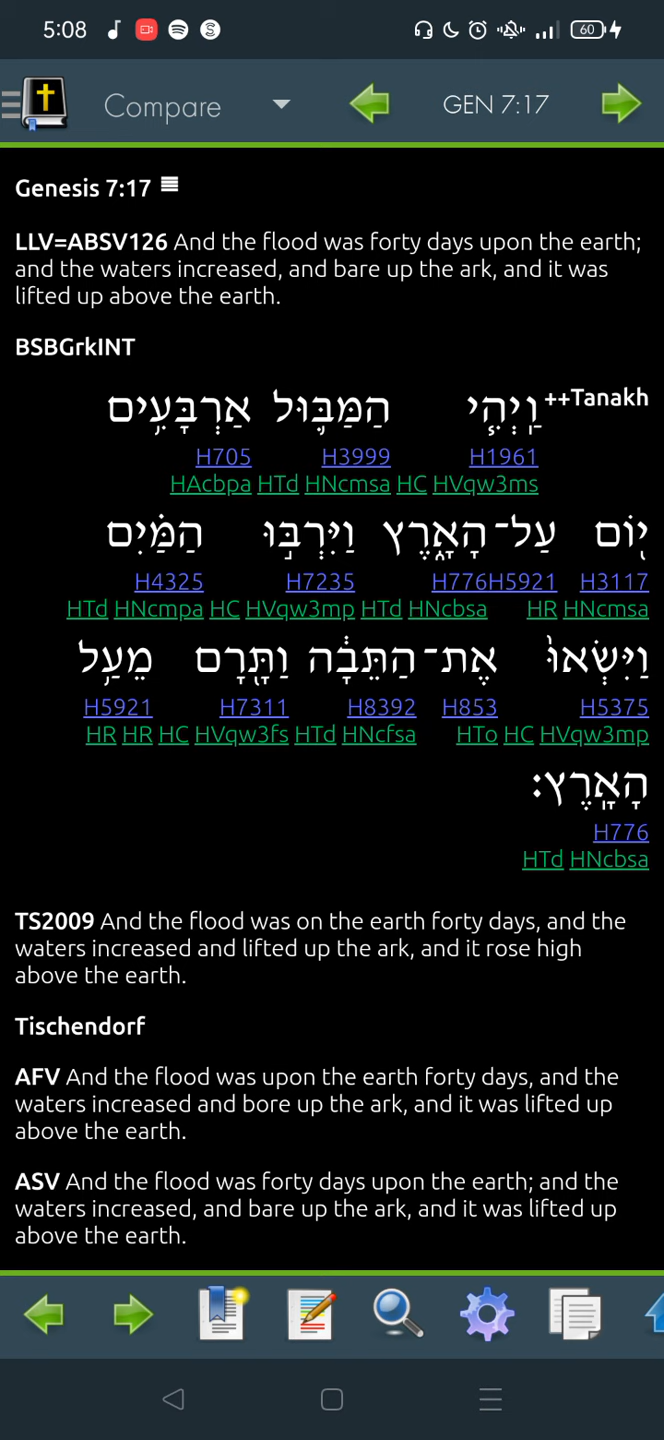 5:08
60
Compare
GEN 7:17
Genesis 7:17
LLV=ABSV126 And the flood was forty days upon the earth;
and the waters increased, and bare up the ark, and it was
lifted up above the earth.
BSBGrkINT
++Tanakh וַֽיְהִ֧י הַמַּבּ֛וּל אַרְבָּעִ֥ים
H1961 H3999 H705
HAcbpa HTd HNcmsa HC HVqw3ms
י֖וֹם עַל־הָאָ֑רֶץ וַיִּרְבּ֣וּ הַמַּ֗יִם
H3117 H5921 H776 H7235 H4325
HTd HNcmpa HC HVqw3mp HTd HNcbsa HR HNcmsa
וַיִּשְׂאוּ֙ אֶת־הַתֵּבָ֔ה וַתָּ֖רָם מֵעַ֥ל
H5375 H853 H8392 H7311 H5921
HR HR HC HVqw3fs HTd HNcfsa HTo HC HVqw3mp
הָאָֽרֶץ׃
H776
HTd HNcbsa
TS2009 And the flood was on the earth forty days, and the
waters increased and lifted up the ark, and it rose high
above the earth.
Tischendorf
AFV And the flood was upon the earth forty days, and the
waters increased and bore up the ark, and it was lifted up
above the earth.
ASV And the flood was forty days upon the earth; and the
waters increased, and bare up the ark, and it was lifted up
above the earth.